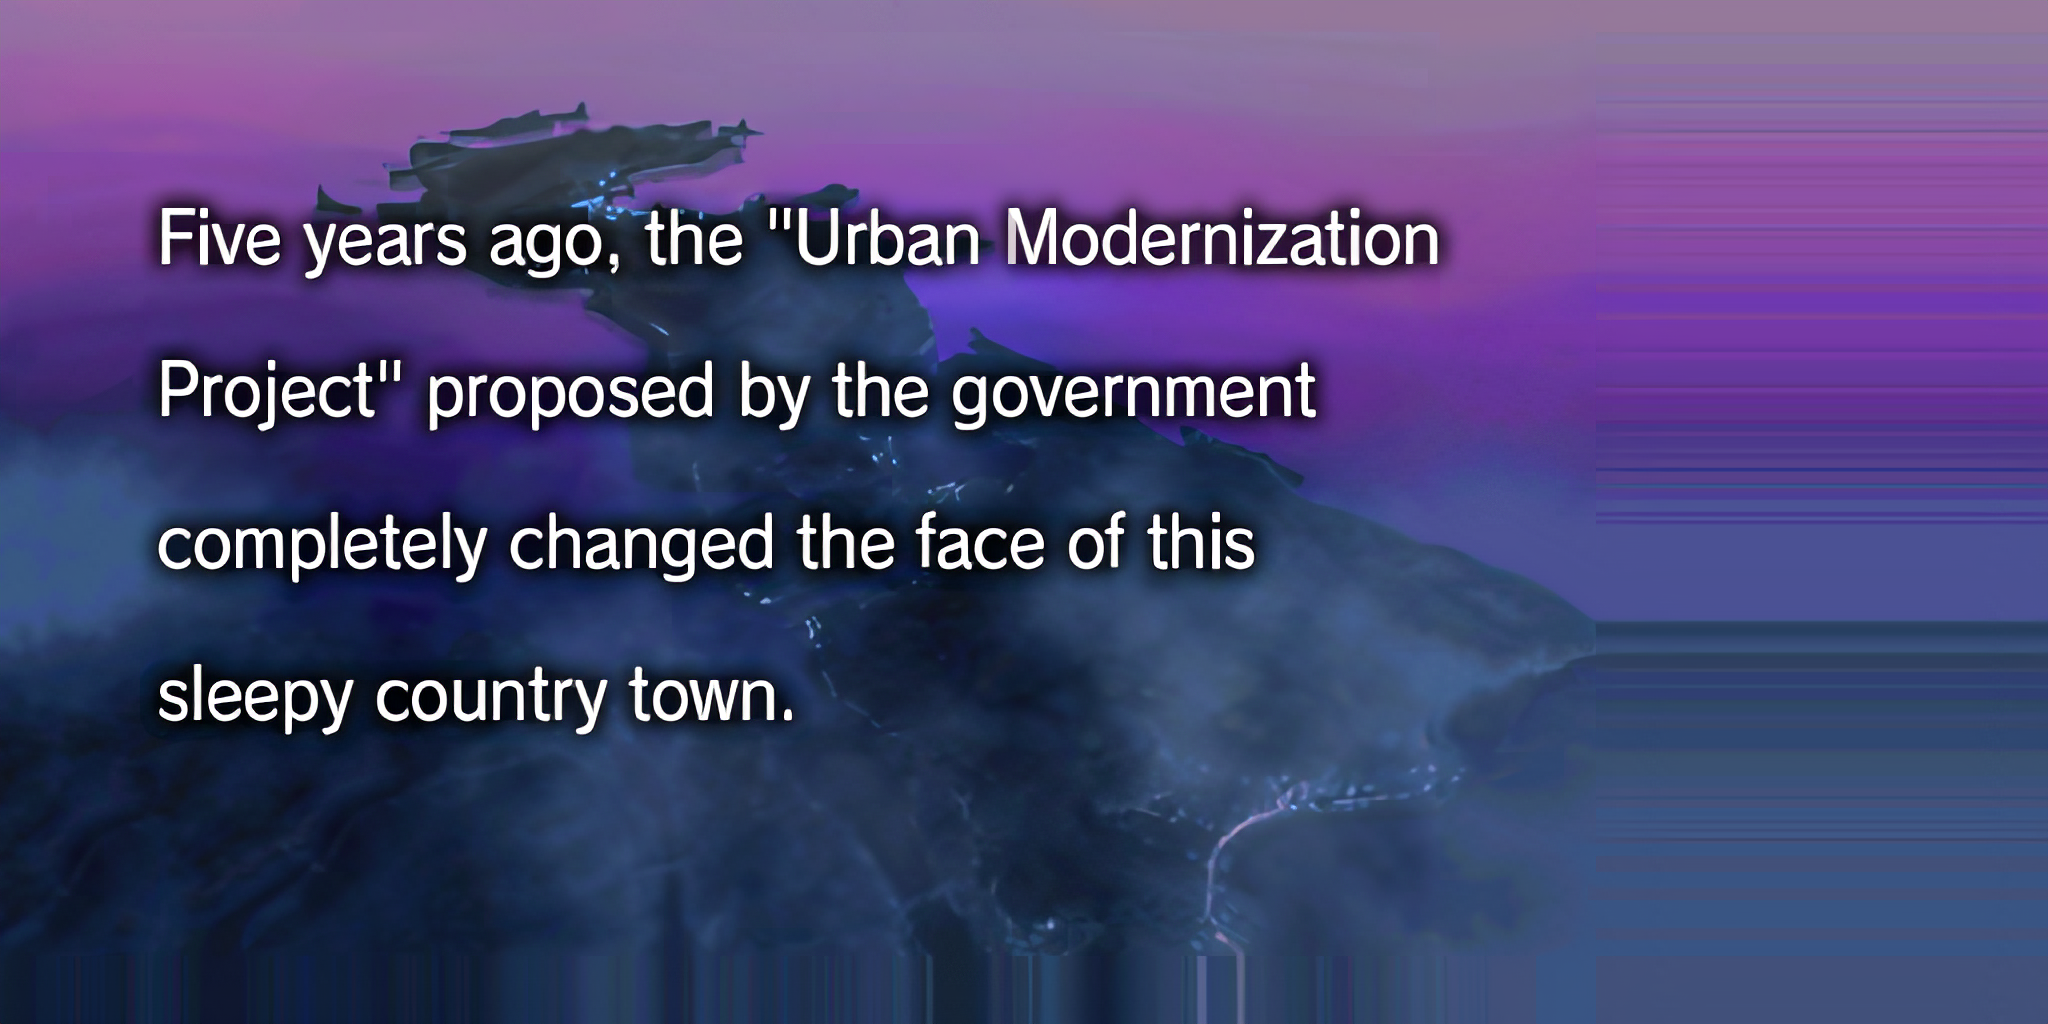 Five years ago, the "Urban Modernization
Project" proposed by the government
completely changed the face of this
sleepy country town.